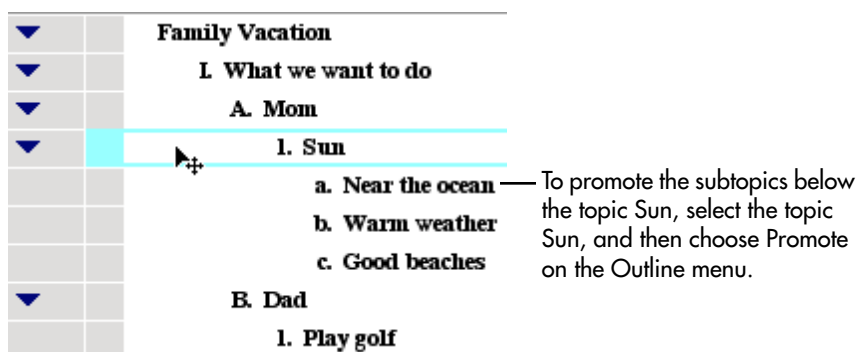 Family Vacation
I. What we want to do
A. Mom
1. Sun
a. Near the ocean
b. Warm weather
c. Good beaches
B. Dad
1. Play golf
To promote the subtopics below
the topic Sun, select the topic
Sun, and then choose Promote
on the Outline menu.